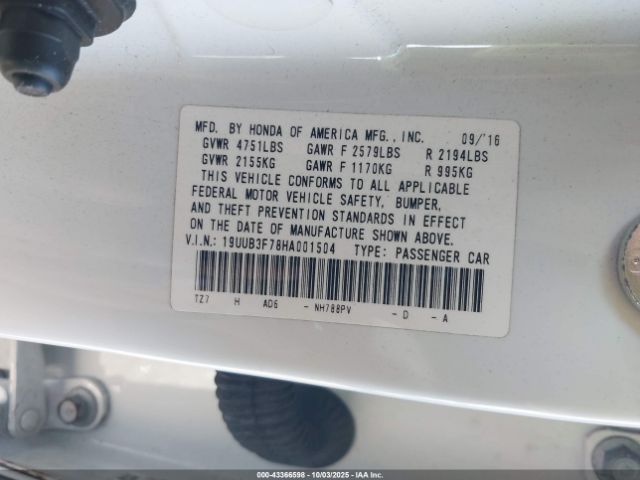 MFD. BY HONDA OF AMERICA MFG., INC. 09/'16
GVWR 4751LBS GAWR F 2579LBS R 2194LBS
GVWR 2155KG GAWR F 1170KG R 995KG
THIS VEHICLE CONFORMS TO ALL APPLICABLE
FEDERAL MOTOR VEHICLE SAFETY, BUMPER,
AND THEFT PREVENTION STANDARDS IN EFFECT
ON THE DATE OF MANUFACTURE SHOWN ABOVE.
V.I.N.: 19UUB3F78HA001504 TYPE: PASSENGER CAR
TZ7 H AD6 - NH788PV - D - A
000-43366598 - 10/03/2025 - IAA Inc.